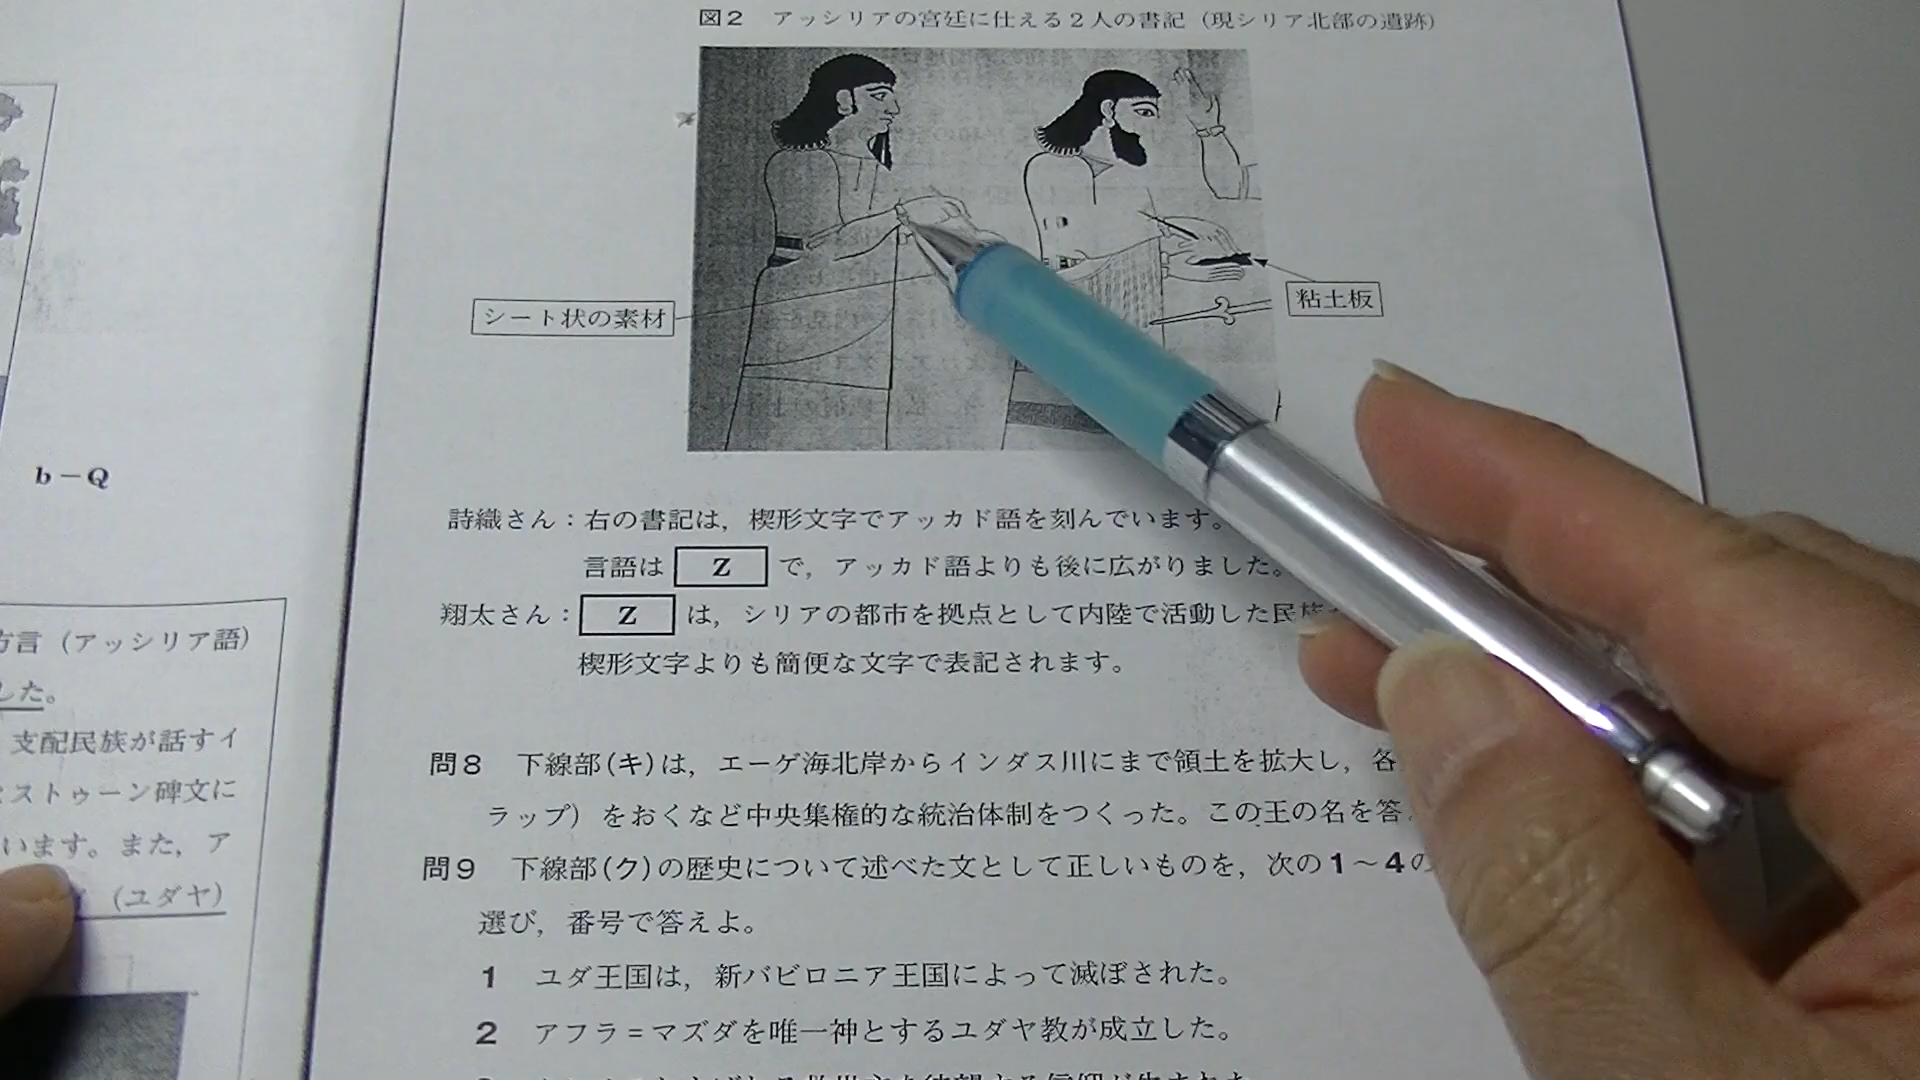 図2 アッシリアの宮廷に仕える2人の書記（現シリア北部の遺跡）
シート状の素材
粘土板
b－Q
詩織さん：右の書記は，楔形文字でアッカド語を刻んでいます。
言語は Z で，アッカド語よりも後に広がりました。
翔太さん： Z は，シリアの都市を拠点として内陸で活動した民族
楔形文字よりも簡便な文字で表記されます。
問8 下線部(キ)は，エーゲ海北岸からインダス川にまで領土を拡大し，各
ラップ）をおくなど中央集権的な統治体制をつくった。この王の名を答
問9 下線部(ク)の歴史について述べた文として正しいものを，次の1～4の
選び，番号で答えよ。
1 ユダ王国は，新バビロニア王国によって滅ぼされた。
2 アフラ＝マズダを唯一神とするユダヤ教が成立した。
方言（アッシリア語）
した。
支配民族が話すイ
ストゥーン碑文に
います。また，ア
（ユダヤ）